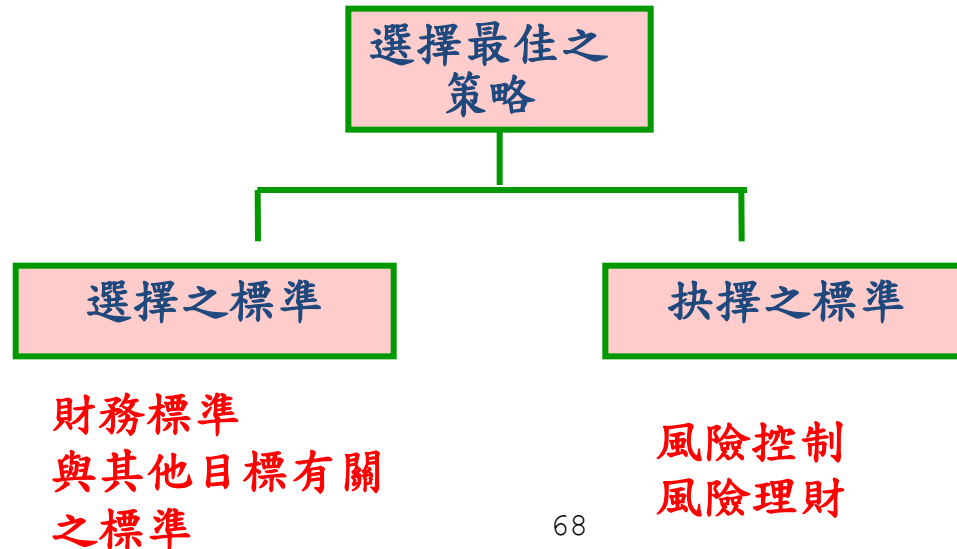 選擇最佳之
策略
選擇之標準
抉擇之標準
財務標準
與其他目標有關
之標準
風險控制
風險理財
68